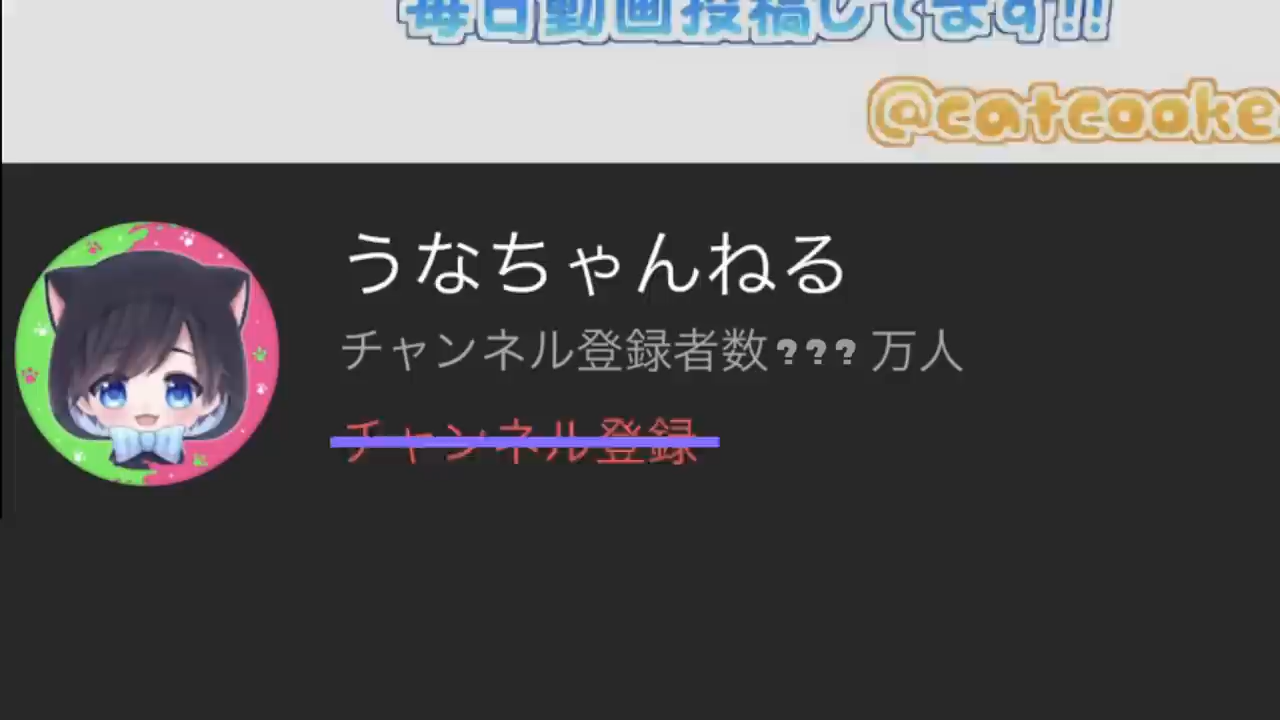 毎日動画投稿してます!!
@catcooke
うなちゃんねる
チャンネル登録者数??? 万人
チャンネル登録